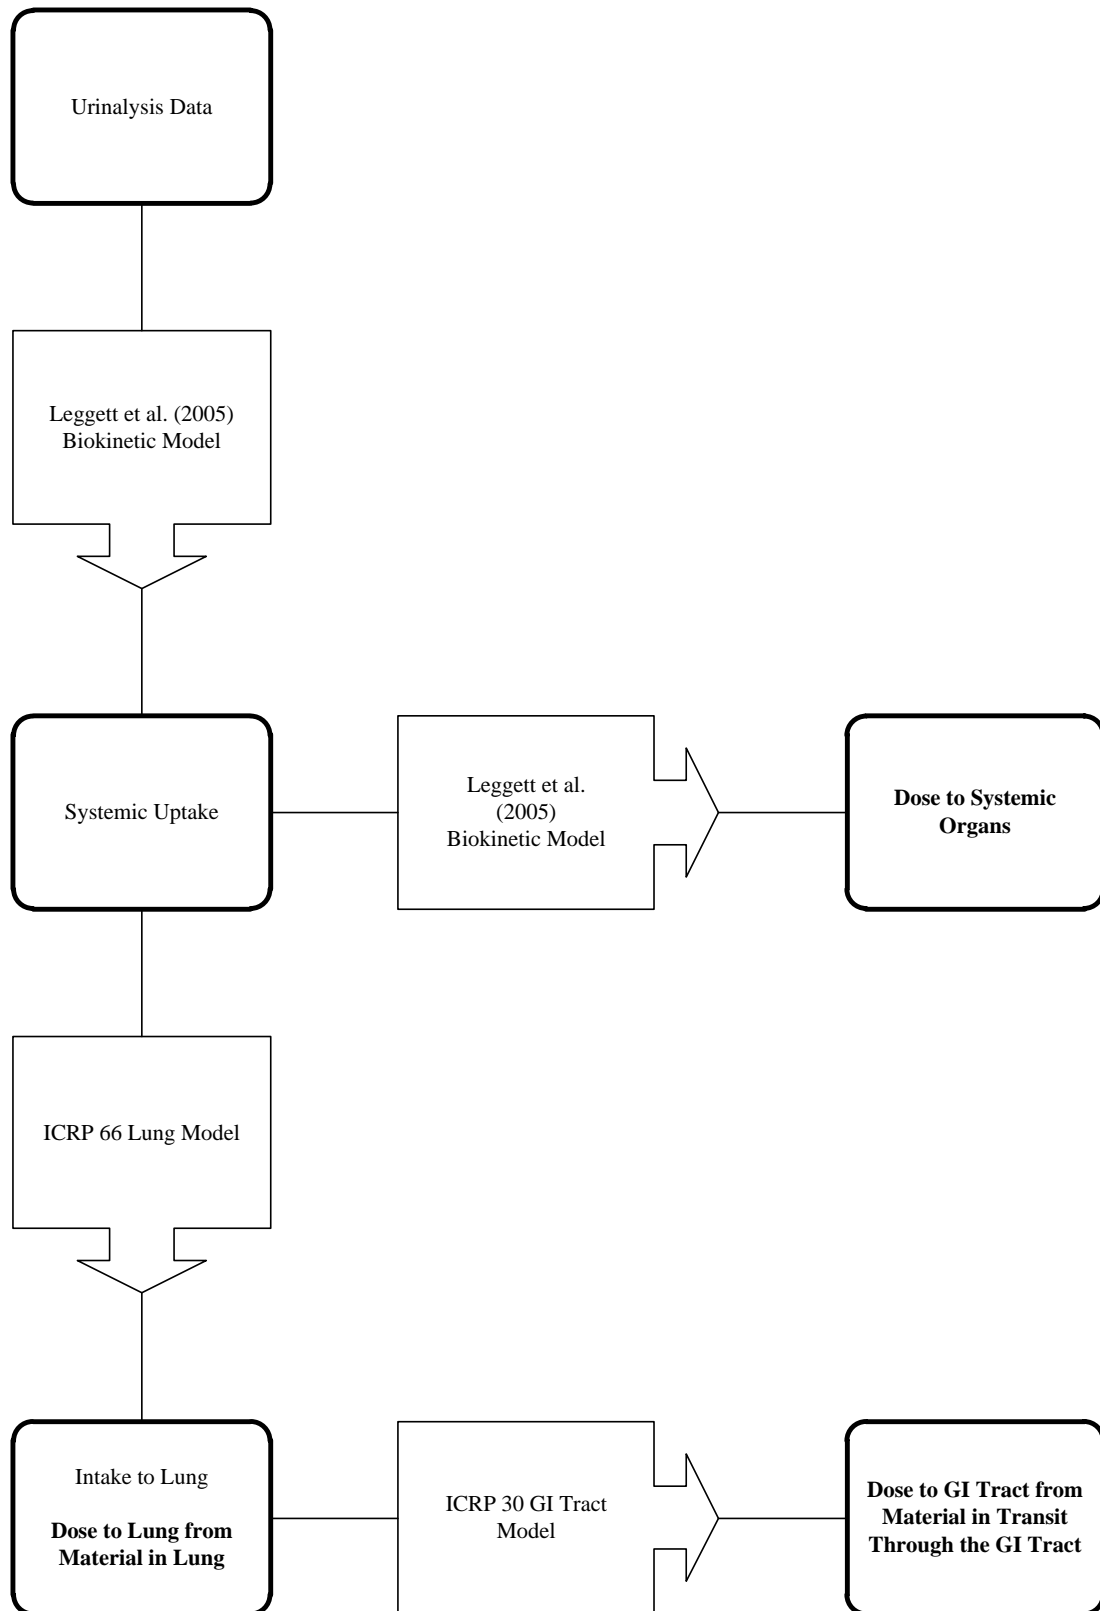 Urinalysis Data
Leggett et al. (2005)
Biokinetic Model
Systemic Uptake
Leggett et al.
(2005)
Biokinetic Model
Dose to Systemic
Organs
ICRP 66 Lung Model
Intake to Lung
Dose to Lung from
Material in Lung
ICRP 30 GI Tract
Model
Dose to GI Tract from
Material in Transit
Through the GI Tract